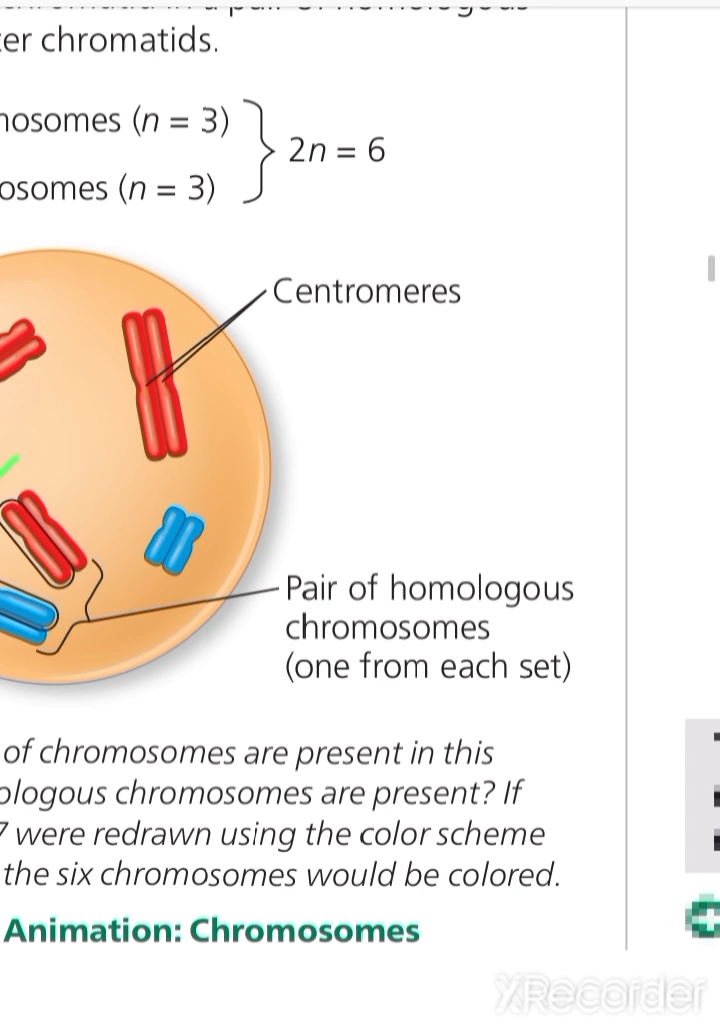 er chromatids.
osomes (n = 3)
2n = 6
osomes (n = 3)
Centromeres
Pair of homologous
chromosomes
(one from each set)
of chromosomes are present in this
ologous chromosomes are present? If
7 were redrawn using the color scheme
the six chromosomes would be colored.
Animation: Chromosomes
XRecorder